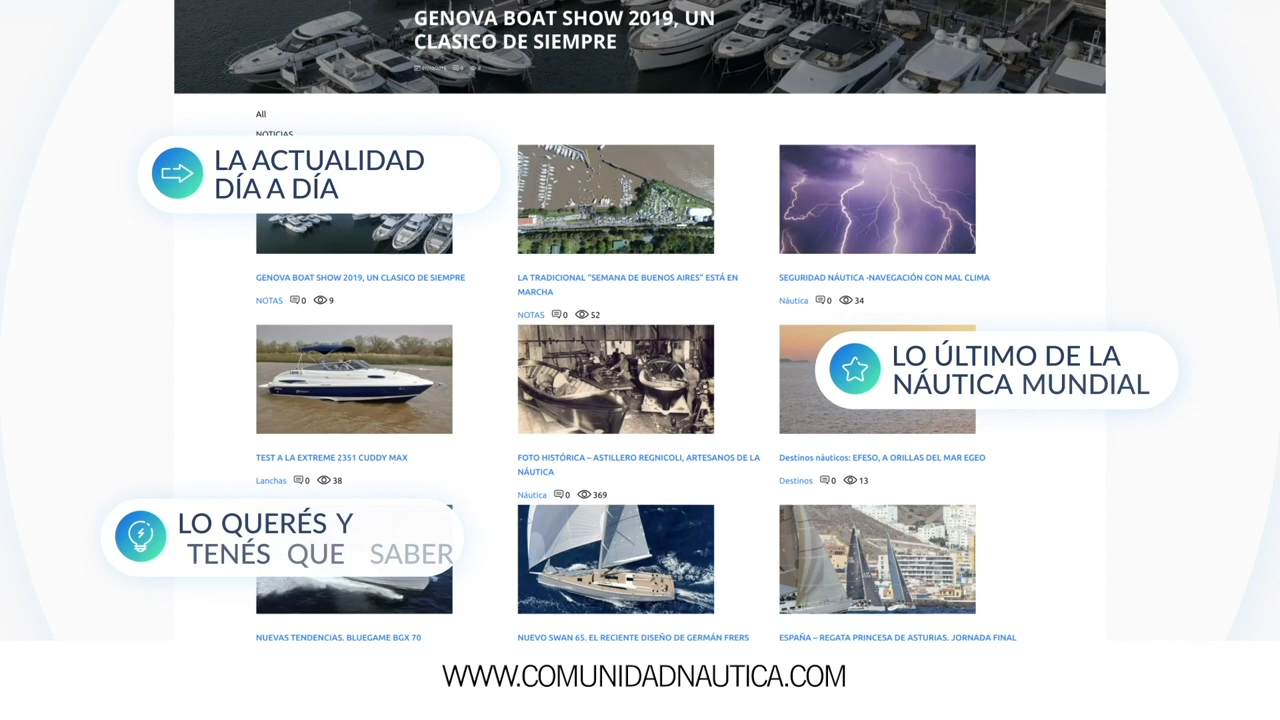 GENOVA BOAT SHOW 2019, UN
CLASICO DE SIEMPRE
All
NOTICIAS
LA ACTUALIDAD
DÍA A DÍA
GENOVA BOAT SHOW 2019, UN CLASICO DE SIEMPRE
NOTAS 0 9
LA TRADICIONAL "SEMANA DE BUENOS AIRES" ESTÁ EN
MARCHA
NOTAS 0 52
SEGURIDAD NÁUTICA -NAVEGACIÓN CON MAL CLIMA
Náutica 0 34
LO ÚLTIMO DE LA
NÁUTICA MUNDIAL
TEST A LA EXTREME 2351 CUDDY MAX
Lanchas 0 38
FOTO HISTÓRICA – ASTILLERO REGNICOLI, ARTESANOS DE LA
NÁUTICA
Náutica 0 369
Destinos náuticos: EFESO, A ORILLAS DEL MAR EGEO
Destinos 0 13
LO QUERÉS Y
TENÉS QUE SABER
NUEVAS TENDENCIAS. BLUEGAME BGX 70
NUEVO SWAN 65. EL RECIENTE DISEÑO DE GERMÁN FRERS
ESPAÑA – REGATA PRINCESA DE ASTURIAS. JORNADA FINAL
WWW.COMUNIDADNAUTICA.COM